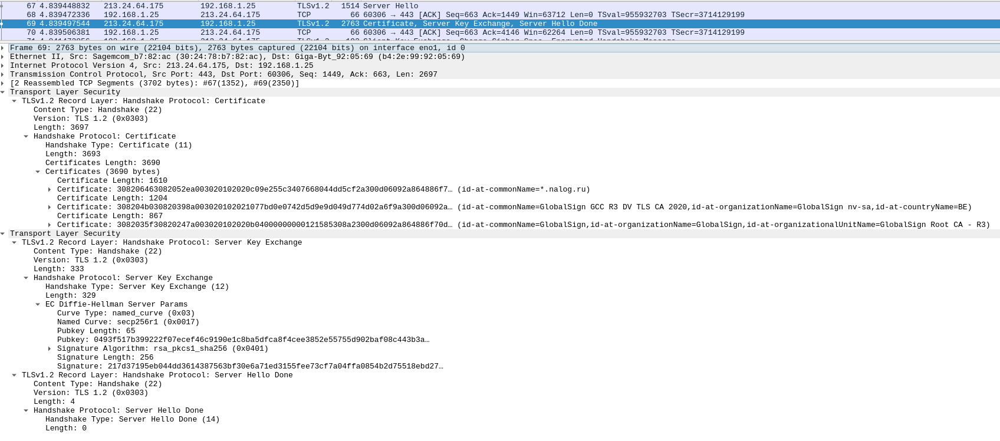 67 4.839448832 213.24.64.175 192.168.1.25 TLSv1.2 1514 Server Hello
68 4.839472336 192.168.1.25 213.24.64.175 TCP 66 60306 → 443 [ACK] Seq=663 Ack=1449 Win=63712 Len=0 TSval=955932703 TSecr=3714129199
69 4.839497544 213.24.64.175 192.168.1.25 TLSv1.2 2763 Certificate, Server Key Exchange, Server Hello Done
70 4.839506381 192.168.1.25 213.24.64.175 TCP 66 60306 → 443 [ACK] Seq=663 Ack=4146 Win=62264 Len=0 TSval=955932703 TSecr=3714129199
Frame 69: 2763 bytes on wire (22104 bits), 2763 bytes captured (22104 bits) on interface eno1, id 0
Ethernet II, Src: Sagemcom_b7:82:ac (30:24:78:b7:82:ac), Dst: Giga-Byt_92:05:69 (b4:2e:99:92:05:69)
Internet Protocol Version 4, Src: 213.24.64.175, Dst: 192.168.1.25
Transmission Control Protocol, Src Port: 443, Dst Port: 60306, Seq: 1449, Ack: 663, Len: 2697
[2 Reassembled TCP Segments (3702 bytes): #67(1352), #69(2350)]
Transport Layer Security
TLSv1.2 Record Layer: Handshake Protocol: Certificate
Content Type: Handshake (22)
Version: TLS 1.2 (0x0303)
Length: 3697
Handshake Protocol: Certificate
Handshake Type: Certificate (11)
Length: 3693
Certificates Length: 3690
Certificates (3690 bytes)
Certificate Length: 1610
Certificate: 308206463082052ea003020102020c09e255c3407668044dd5cf2a300d06092a864886f7… (id-at-commonName=*.nalog.ru)
Certificate Length: 1204
Certificate: 308204b030820398a003020102021077bd0e0742d5d9e9d049d774d02a6f9a300d06092a… (id-at-commonName=GlobalSign GCC R3 DV TLS CA 2020,id-at-organizationName=GlobalSign nv-sa,id-at-countryName=BE)
Certificate Length: 867
Certificate: 3082035f30820247a003020102020b04000000000121585308a2300d06092a864886f70d… (id-at-commonName=GlobalSign,id-at-organizationName=GlobalSign,id-at-organizationalUnitName=GlobalSign Root CA - R3)
Transport Layer Security
TLSv1.2 Record Layer: Handshake Protocol: Server Key Exchange
Content Type: Handshake (22)
Version: TLS 1.2 (0x0303)
Length: 333
Handshake Protocol: Server Key Exchange
Handshake Type: Server Key Exchange (12)
Length: 329
EC Diffie-Hellman Server Params
Curve Type: named_curve (0x03)
Named Curve: secp256r1 (0x0017)
Pubkey Length: 65
Pubkey: 0493f517b399222f07ecef46c9190e1c8ba5dfca8f4cee3852e55755d902baf08c443b3a…
Signature Algorithm: rsa_pkcs1_sha256 (0x0401)
Signature Length: 256
Signature: 217d37195eb044dd3614387563bf30e6a71ed3155fee73cf7a04ffa0854b2d75518ebd27…
TLSv1.2 Record Layer: Handshake Protocol: Server Hello Done
Content Type: Handshake (22)
Version: TLS 1.2 (0x0303)
Length: 4
Handshake Protocol: Server Hello Done
Handshake Type: Server Hello Done (14)
Length: 0